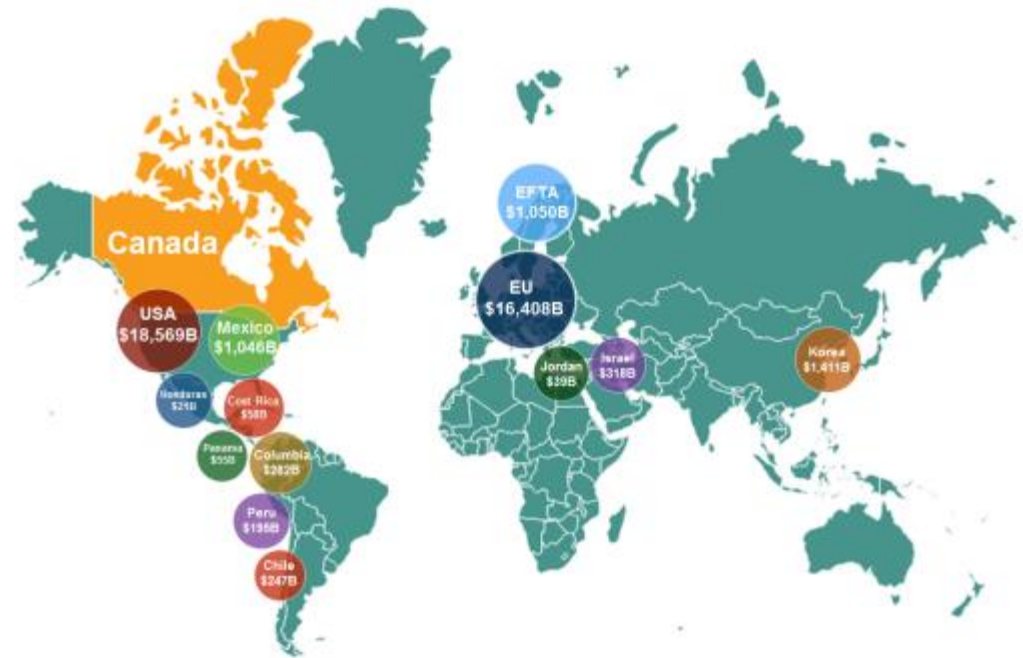 EFTA
$1,050B
Canada
EU
$16,408B
USA
$18,569B
Mexico
$1,046B
Korea
$1,411B
Israel
$318B
Jordan
$39B
Honduras
Cost Rica
$58B
Panama
$55B
Columbia
$282B
Peru
$195B
Chile
$247B